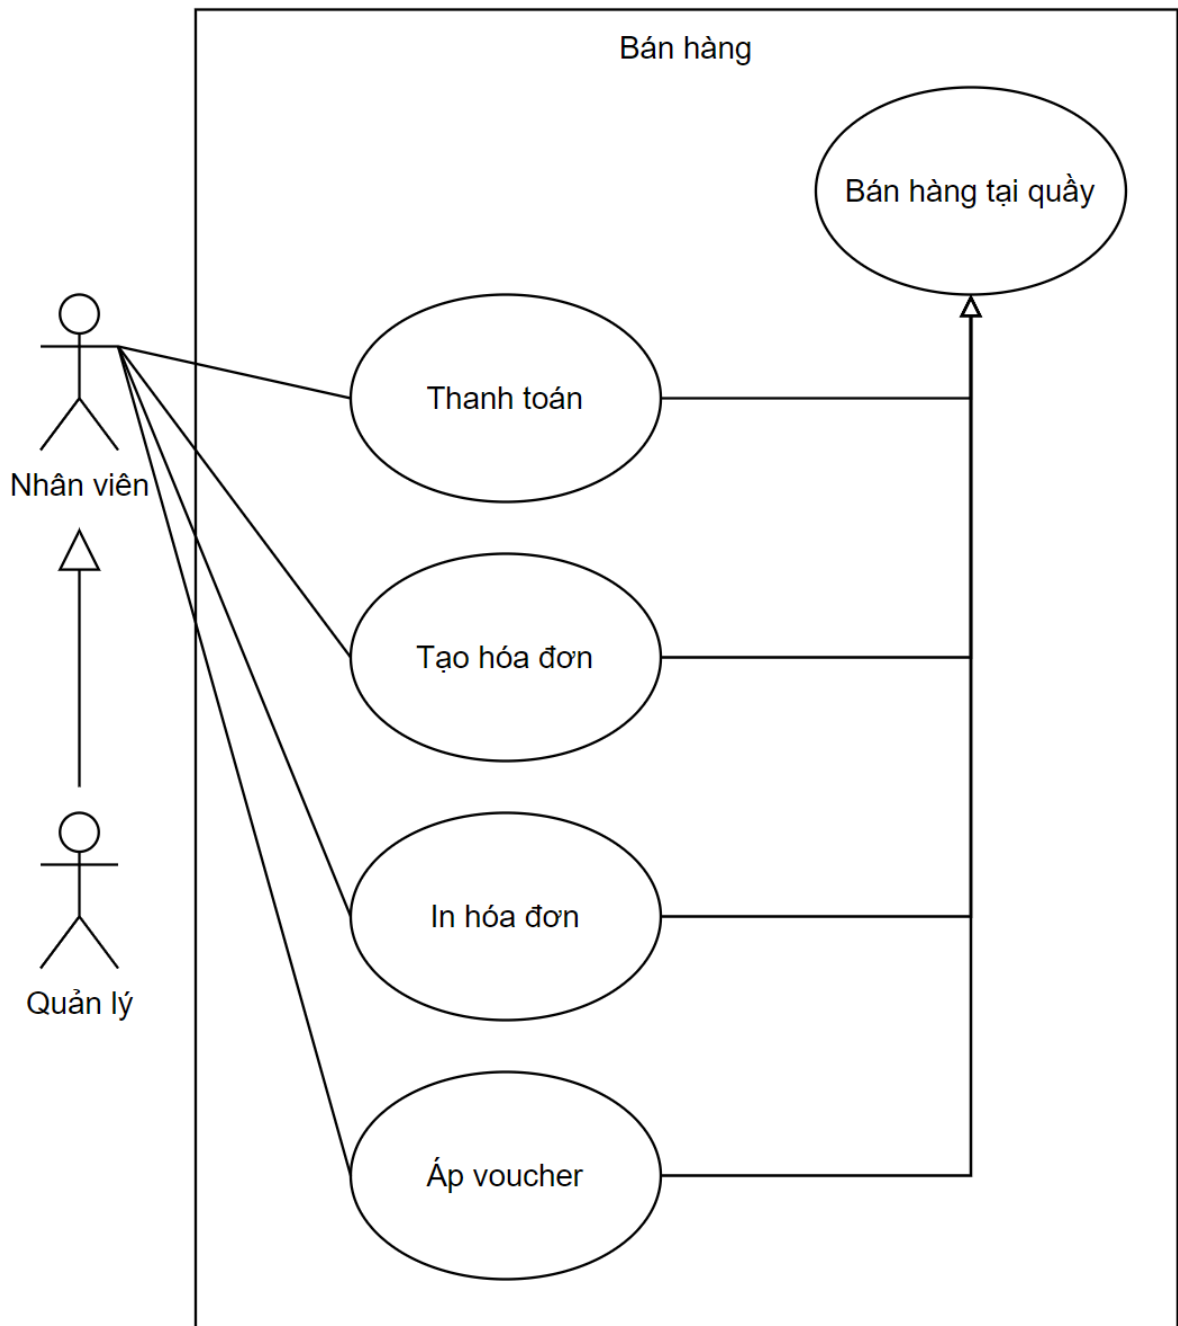 Bán hàng
Bán hàng tại quầy
Thanh toán
Nhân viên
Tạo hóa đơn
In hóa đơn
Quản lý
Áp voucher